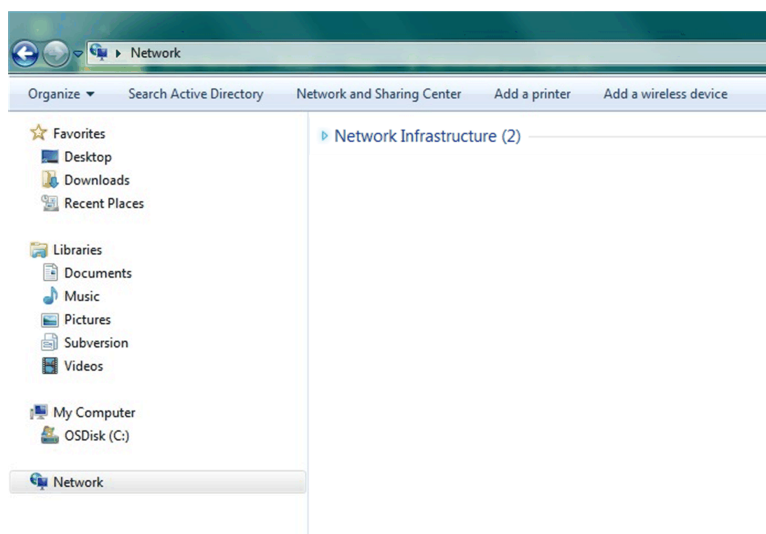 Network
Organize Search Active Directory Network and Sharing Center Add a printer Add a wireless device
Favorites
Desktop
Downloads
Recent Places
Libraries
Documents
Music
Pictures
Subversion
Videos
My Computer
OSDisk (C:)
Network
Network Infrastructure (2)